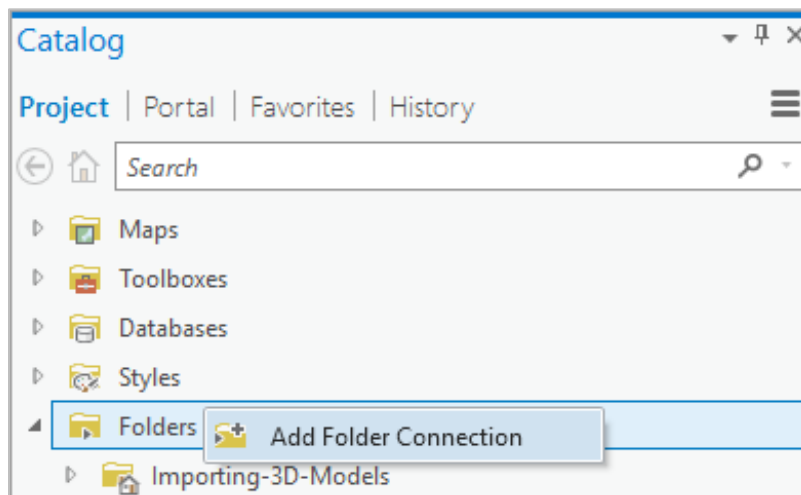 Catalog
Project | Portal | Favorites | History
Search
Maps
Toolboxes
Databases
Styles
Folders
Add Folder Connection
Importing-3D-Models